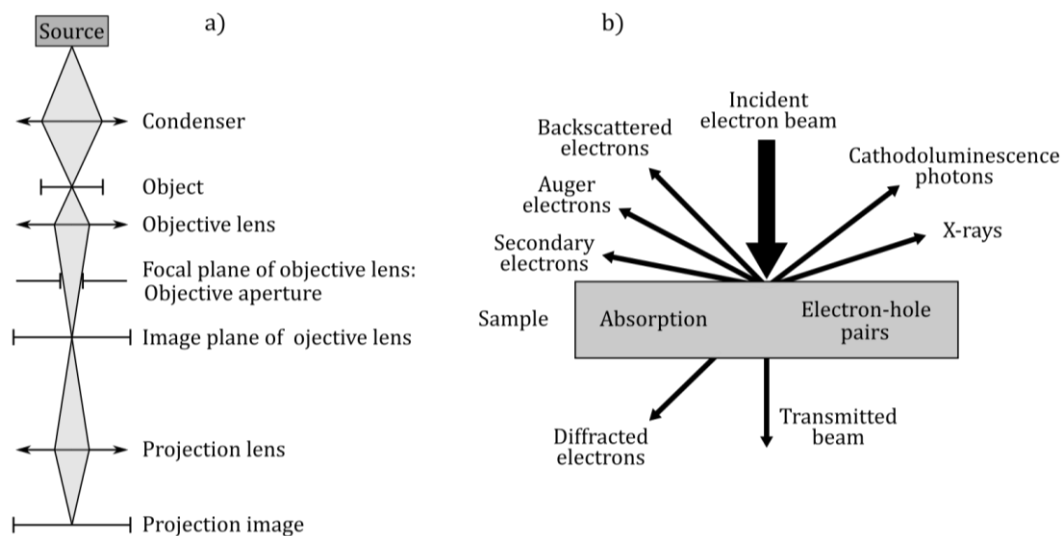 a)
Source
Condenser
Object
Objective lens
Focal plane of objective lens:
Objective aperture
Image plane of ojective lens
Projection lens
Projection image
b)
Incident
electron beam
Backscattered
electrons
Cathodoluminescence
photons
Auger
electrons
X-rays
Secondary
electrons
Sample
Absorption
Electron-hole
pairs
Diffracted
electrons
Transmitted
beam